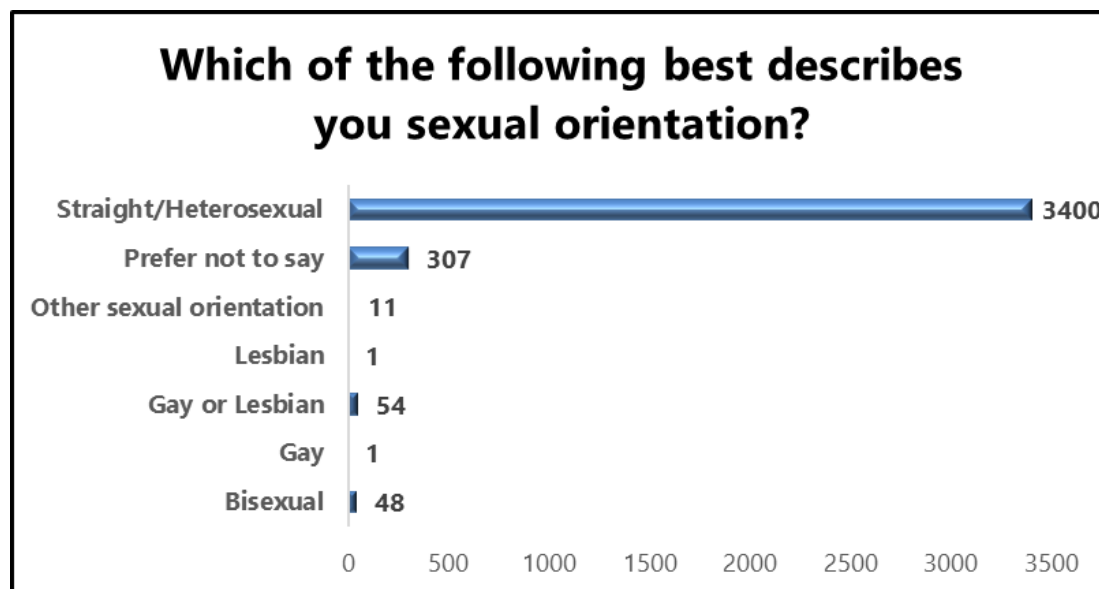 Which of the following best describes
you sexual orientation?
Straight/Heterosexual 3400
Prefer not to say 307
Other sexual orientation 11
Lesbian 1
Gay or Lesbian 54
Gay 1
Bisexual 48
0 500 1000 1500 2000 2500 3000 3500